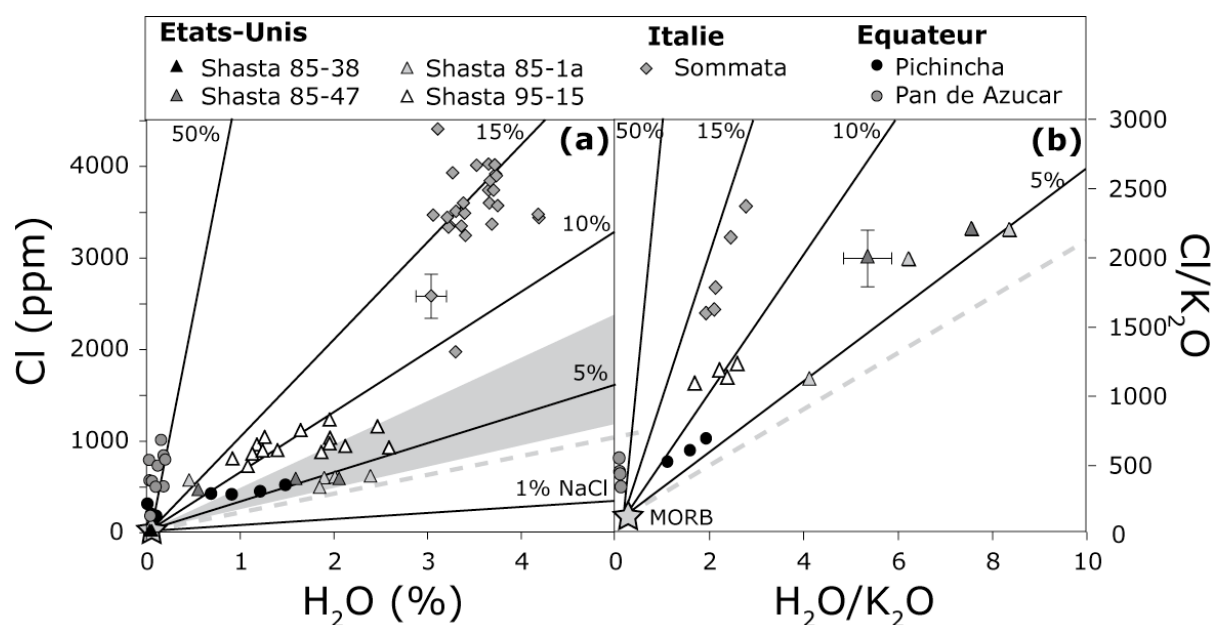 Etats-Unis
Shasta 85-38
Shasta 85-1a
Shasta 85-47
Shasta 95-15
Italie
Sommata
Equateur
Pichincha
Pan de Azucar
50%
15%
(a)
10%
5%
1% NaCl
4000
3000
2000
1000
0
Cl (ppm)
0
1
2
3
4
H₂O (%)
50%
15%
10%
(b)
5%
MORB
3000
2500
2000
1500
1000
500
0
Cl/K₂O
0
2
4
6
8
10
H₂O/K₂O